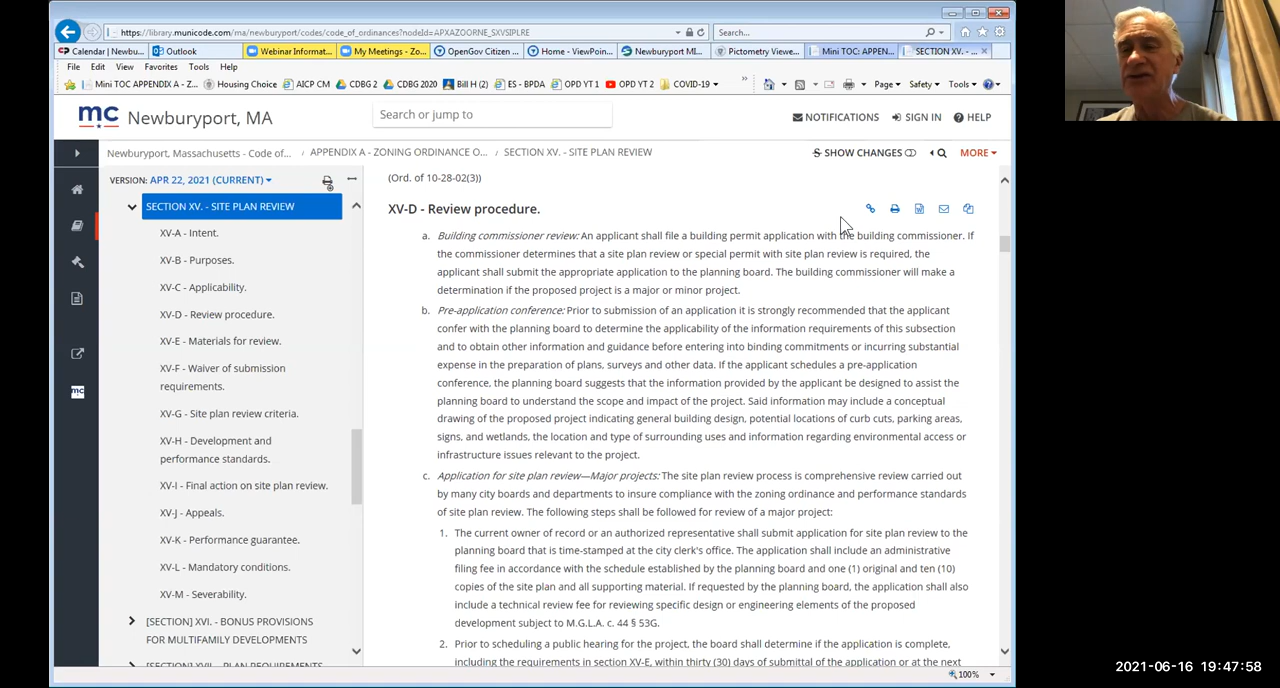 https://library.municode.com/ma/newburyport/codes/code_of_ordinances?nodeId=APXAZOORNE_SXVSIPLRE
Search...
Calendar | Newbu...
Outlook
Webinar Informat...
My Meetings - Zo...
OpenGov Citizen ...
Home - ViewPoin...
Newburyport MI...
Pictometry Viewe...
Mini TOC: APPEN...
SECTION XV. - ...
File Edit View Favorites Tools Help
Mini TOC APPENDIX A - Z...
Housing Choice
AICP CM
CDBG 2
CDBG 2020
Bill H (2)
ES - BPDA
OPD YT 1
OPD YT 2
COVID-19
Page
Safety
Tools
mc
Newburyport, MA
Search or jump to
NOTIFICATIONS
SIGN IN
HELP
Newburyport, Massachusetts - Code of...
/ APPENDIX A - ZONING ORDINANCE O...
/ SECTION XV. - SITE PLAN REVIEW
SHOW CHANGES
MORE
VERSION: APR 22, 2021 (CURRENT)
SECTION XV. - SITE PLAN REVIEW
XV-A - Intent.
XV-B - Purposes.
XV-C - Applicability.
XV-D - Review procedure.
XV-E - Materials for review.
XV-F - Waiver of submission
requirements.
XV-G - Site plan review criteria.
XV-H - Development and
performance standards.
XV-I - Final action on site plan review.
XV-J - Appeals.
XV-K - Performance guarantee.
XV-L - Mandatory conditions.
XV-M - Severability.
[SECTION] XVI. - BONUS PROVISIONS
FOR MULTIFAMILY DEVELOPMENTS
[SECTION] XVII. - PLAN REQUIREMENTS
mc
(Ord. of 10-28-02(3))
XV-D - Review procedure.
a. Building commissioner review: An applicant shall file a building permit application with the building commissioner. If
the commissioner determines that a site plan review or special permit with site plan review is required, the
applicant shall submit the appropriate application to the planning board. The building commissioner will make a
determination if the proposed project is a major or minor project.
b. Pre-application conference: Prior to submission of an application it is strongly recommended that the applicant
confer with the planning board to determine the applicability of the information requirements of this subsection
and to obtain other information and guidance before entering into binding commitments or incurring substantial
expense in the preparation of plans, surveys and other data. If the applicant schedules a pre-application
conference, the planning board suggests that the information provided by the applicant be designed to assist the
planning board to understand the scope and impact of the project. Said information may include a conceptual
drawing of the proposed project indicating general building design, potential locations of curb cuts, parking areas,
signs, and wetlands, the location and type of surrounding uses and information regarding environmental access or
infrastructure issues relevant to the project.
c. Application for site plan review—Major projects: The site plan review process is comprehensive review carried out
by many city boards and departments to insure compliance with the zoning ordinance and performance standards
of site plan review. The following steps shall be followed for review of a major project:
1. The current owner of record or an authorized representative shall submit application for site plan review to the
planning board that is time-stamped at the city clerk's office. The application shall include an administrative
filing fee in accordance with the schedule established by the planning board and one (1) original and ten (10)
copies of the site plan and all supporting material. If requested by the planning board, the application shall also
include a technical review fee for reviewing specific design or engineering elements of the proposed
development subject to M.G.L.A. c. 44 § 53G.
2. Prior to scheduling a public hearing for the project, the board shall determine if the application is complete,
including the requirements in section XV-E, within thirty (30) days of submittal of the application or at the next
100%
2021-06-16 19:47:58